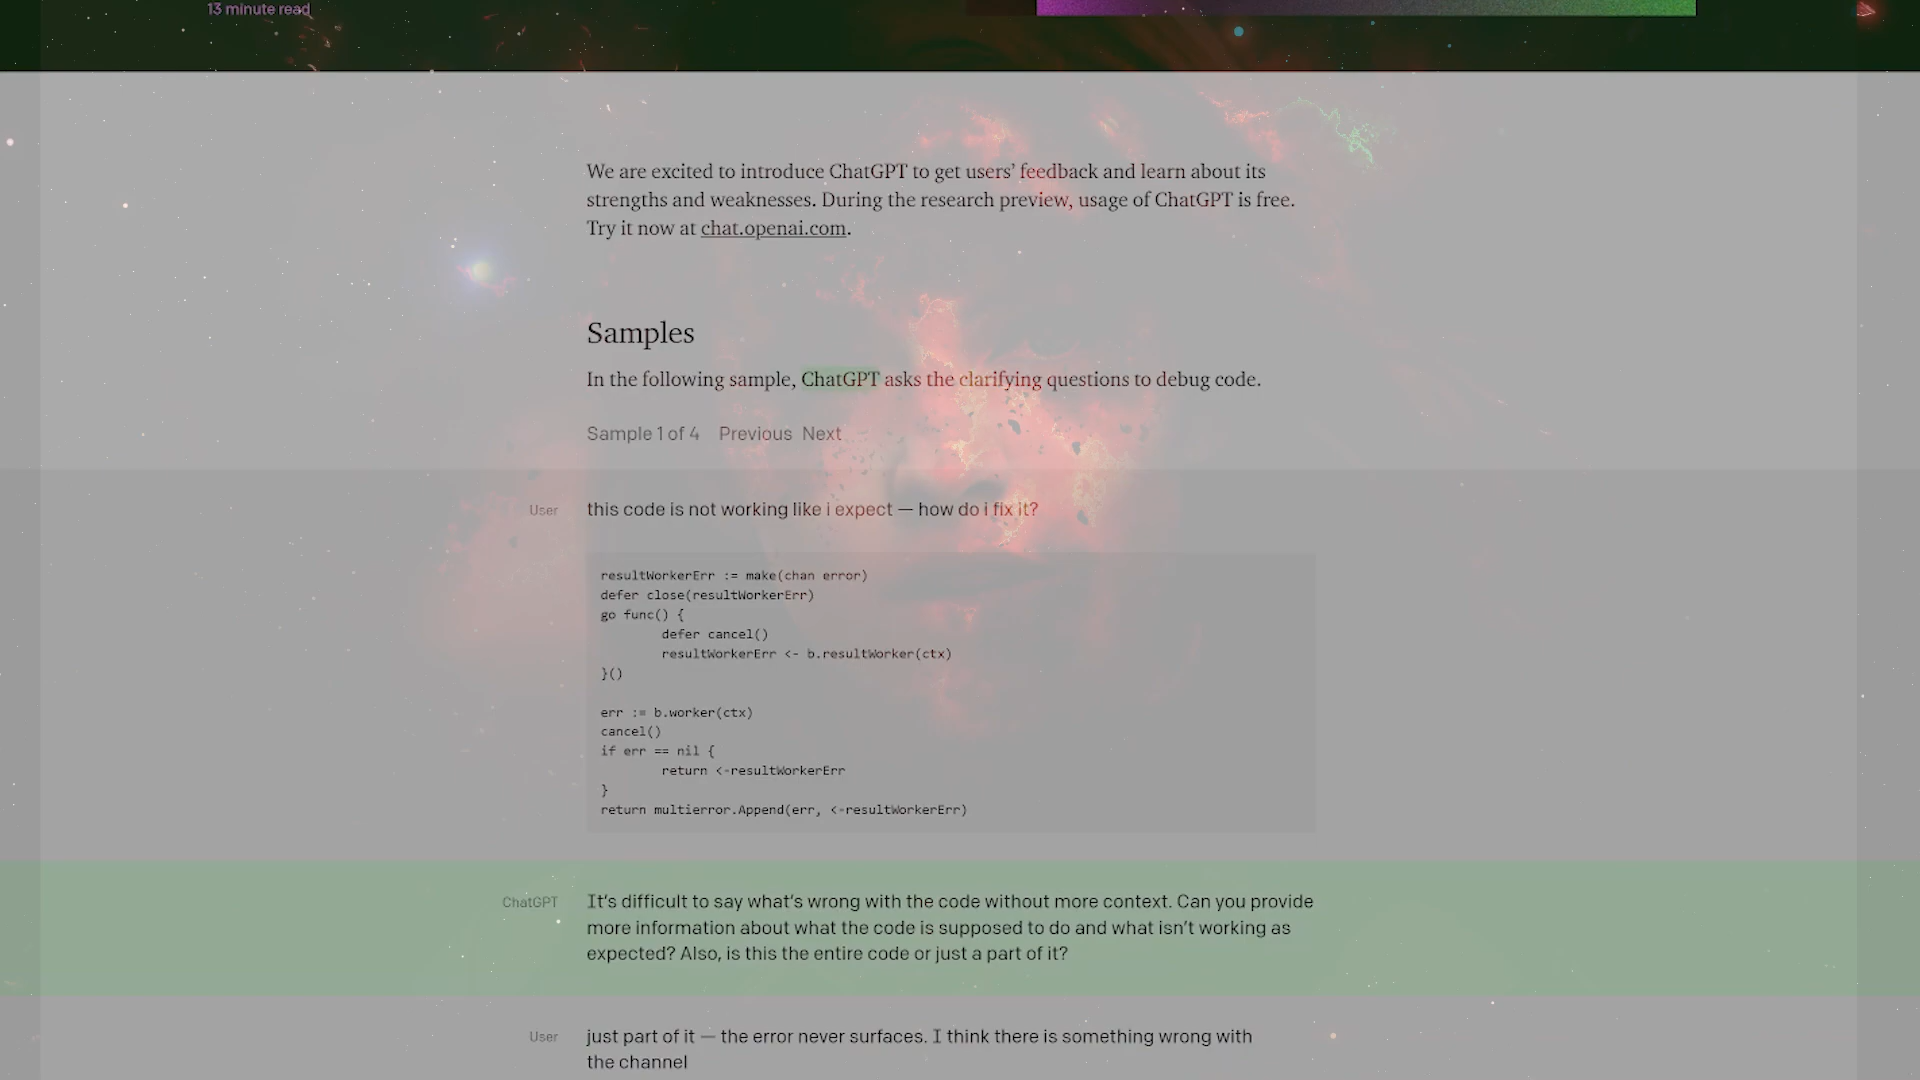 13 minute read
We are excited to introduce ChatGPT to get users’ feedback and learn about its
strengths and weaknesses. During the research preview, usage of ChatGPT is free.
Try it now at chat.openai.com.
Samples
In the following sample, ChatGPT asks the clarifying questions to debug code.
Sample 1 of 4 Previous Next
User this code is not working like i expect — how do i fix it?
resultWorkerErr := make(chan error)
defer close(resultWorkerErr)
go func() {
defer cancel()
resultWorkerErr <- b.resultWorker(ctx)
}()
err := b.worker(ctx)
cancel()
if err == nil {
return <-resultWorkerErr
}
return multierror.Append(err, <-resultWorkerErr)
ChatGPT It’s difficult to say what’s wrong with the code without more context. Can you provide
more information about what the code is supposed to do and what isn’t working as
expected? Also, is this the entire code or just a part of it?
User just part of it — the error never surfaces. I think there is something wrong with
the channel